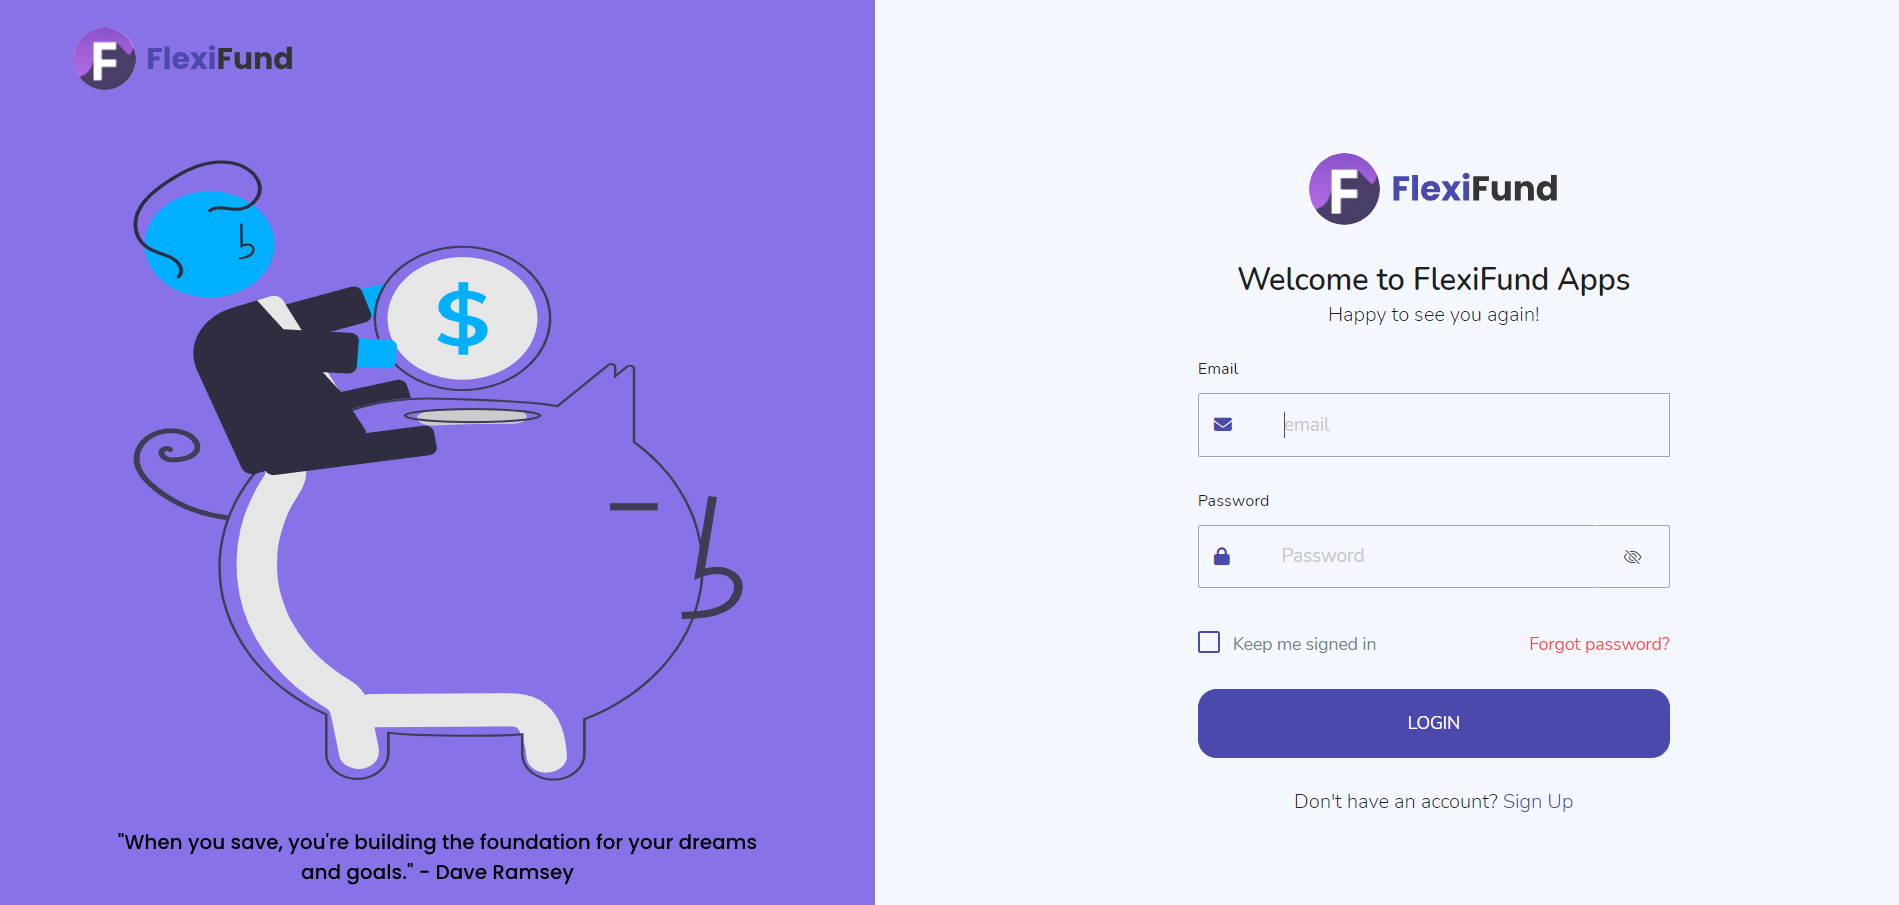 FlexiFund
$
"When you save, you're building the foundation for your dreams
and goals." - Dave Ramsey
FlexiFund
Welcome to FlexiFund Apps
Happy to see you again!
Email
email
Password
Password
Keep me signed in
Forgot password?
LOGIN
Don't have an account? Sign Up